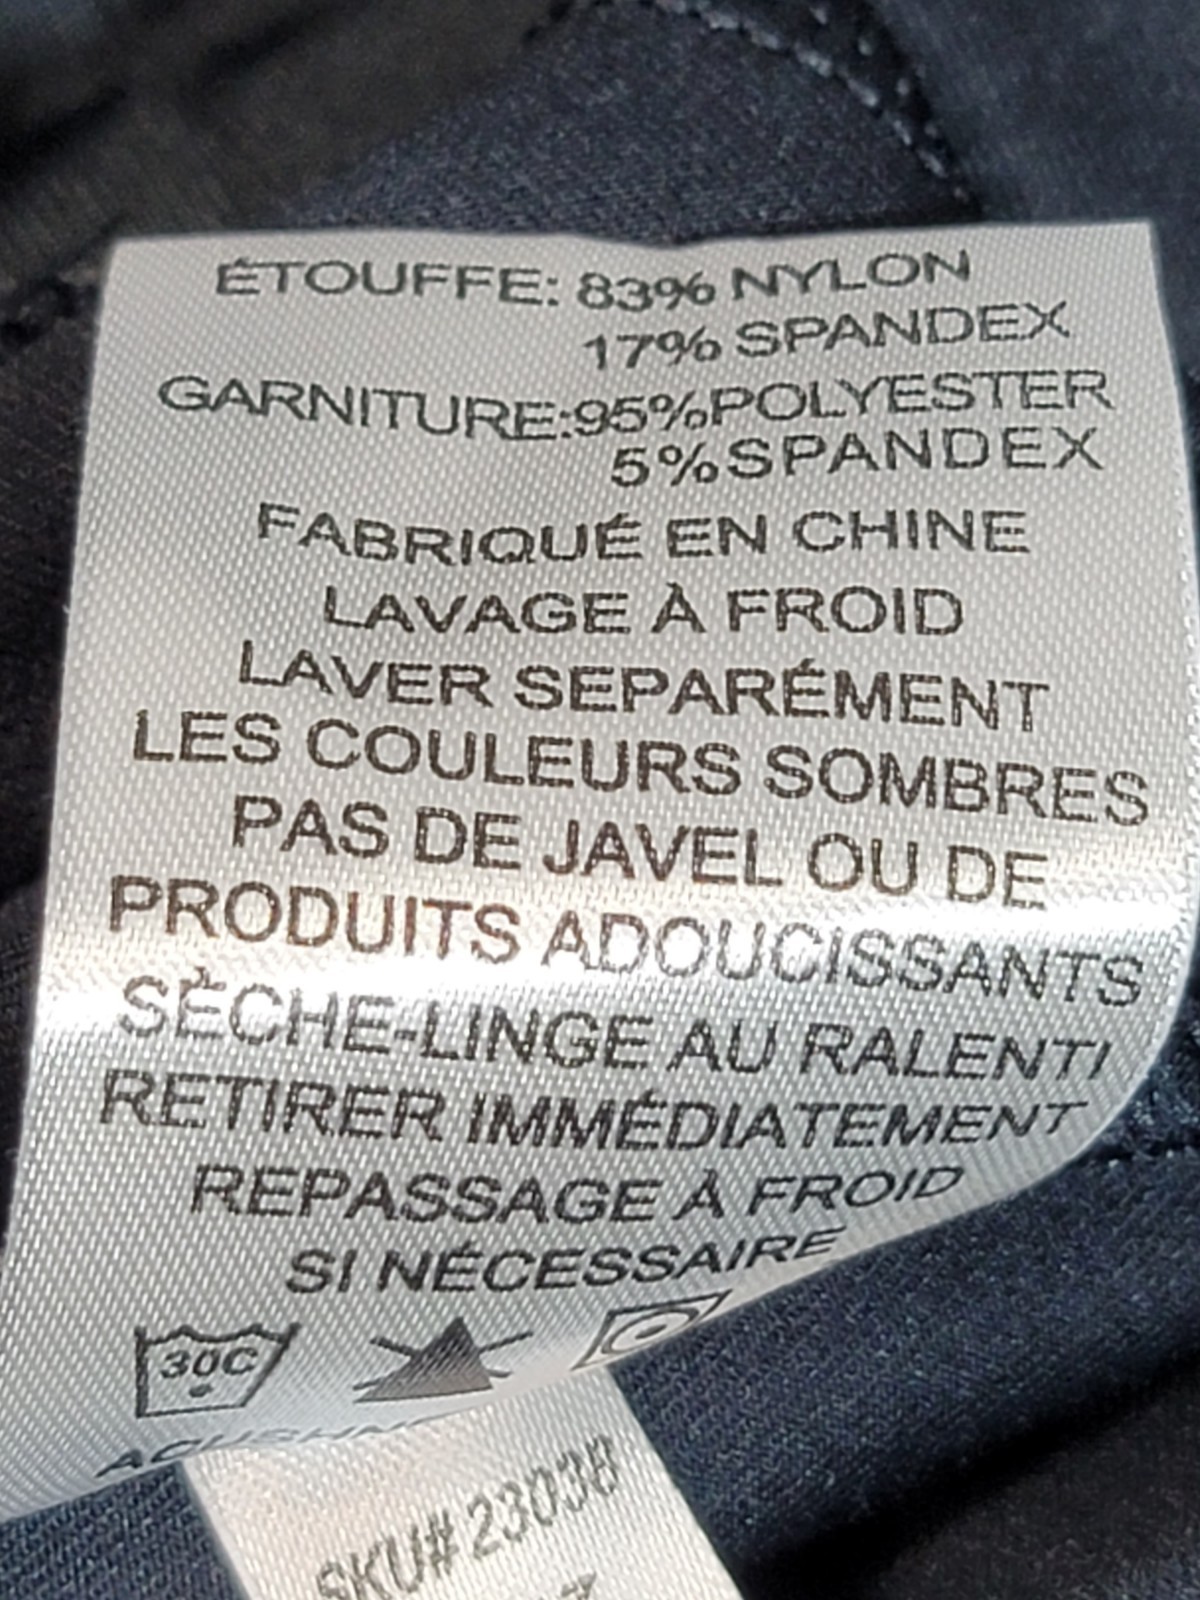 ÉTOUFFE: 83% NYLON
17% SPANDEX
GARNITURE:95%POLYESTER
5%SPANDEX
FABRIQUÉ EN CHINE
LAVAGE À FROID
LAVER SEPARÉMENT
LES COULEURS SOMBRES
PAS DE JAVEL OU DE
PRODUITS ADOUCISSANTS
SÈCHE-LINGE AU RALENTI
RETIRER IMMÉDIATEMENT
REPASSAGE À FROID
SI NÉCESSAIRE
30C
SKU# 23038